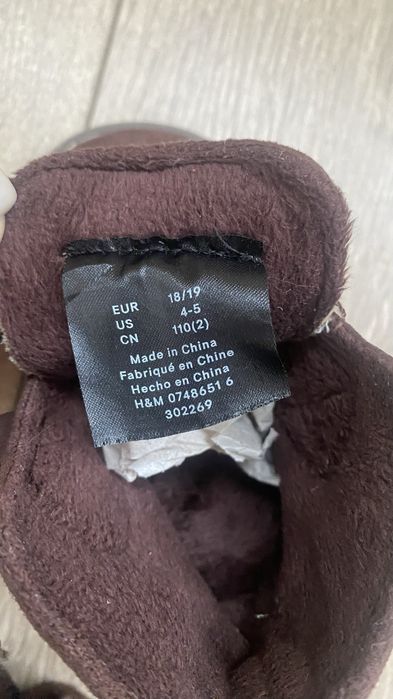 EUR 18/19
US 4-5
CN 110(2)
Made in China
Fabriqué en Chine
Hecho en China
H&M 0748651 6
302269